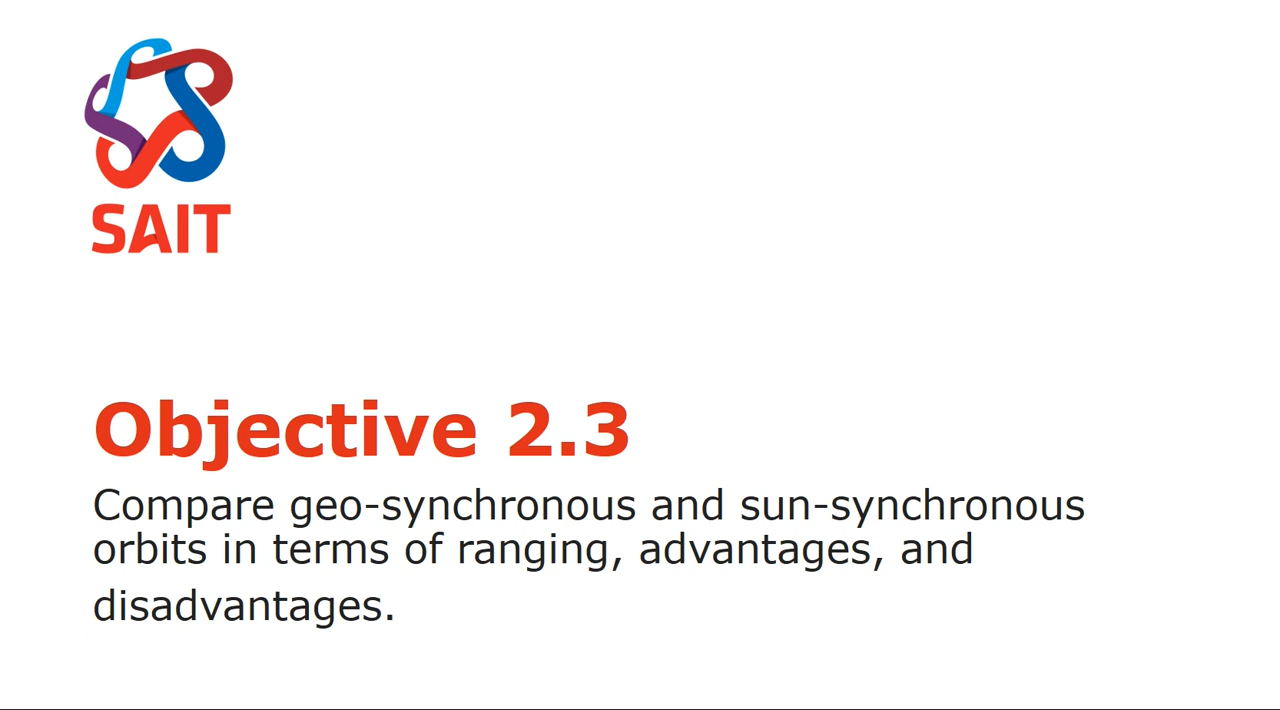 SAIT
Objective 2.3
Compare geo-synchronous and sun-synchronous
orbits in terms of ranging, advantages, and
disadvantages.